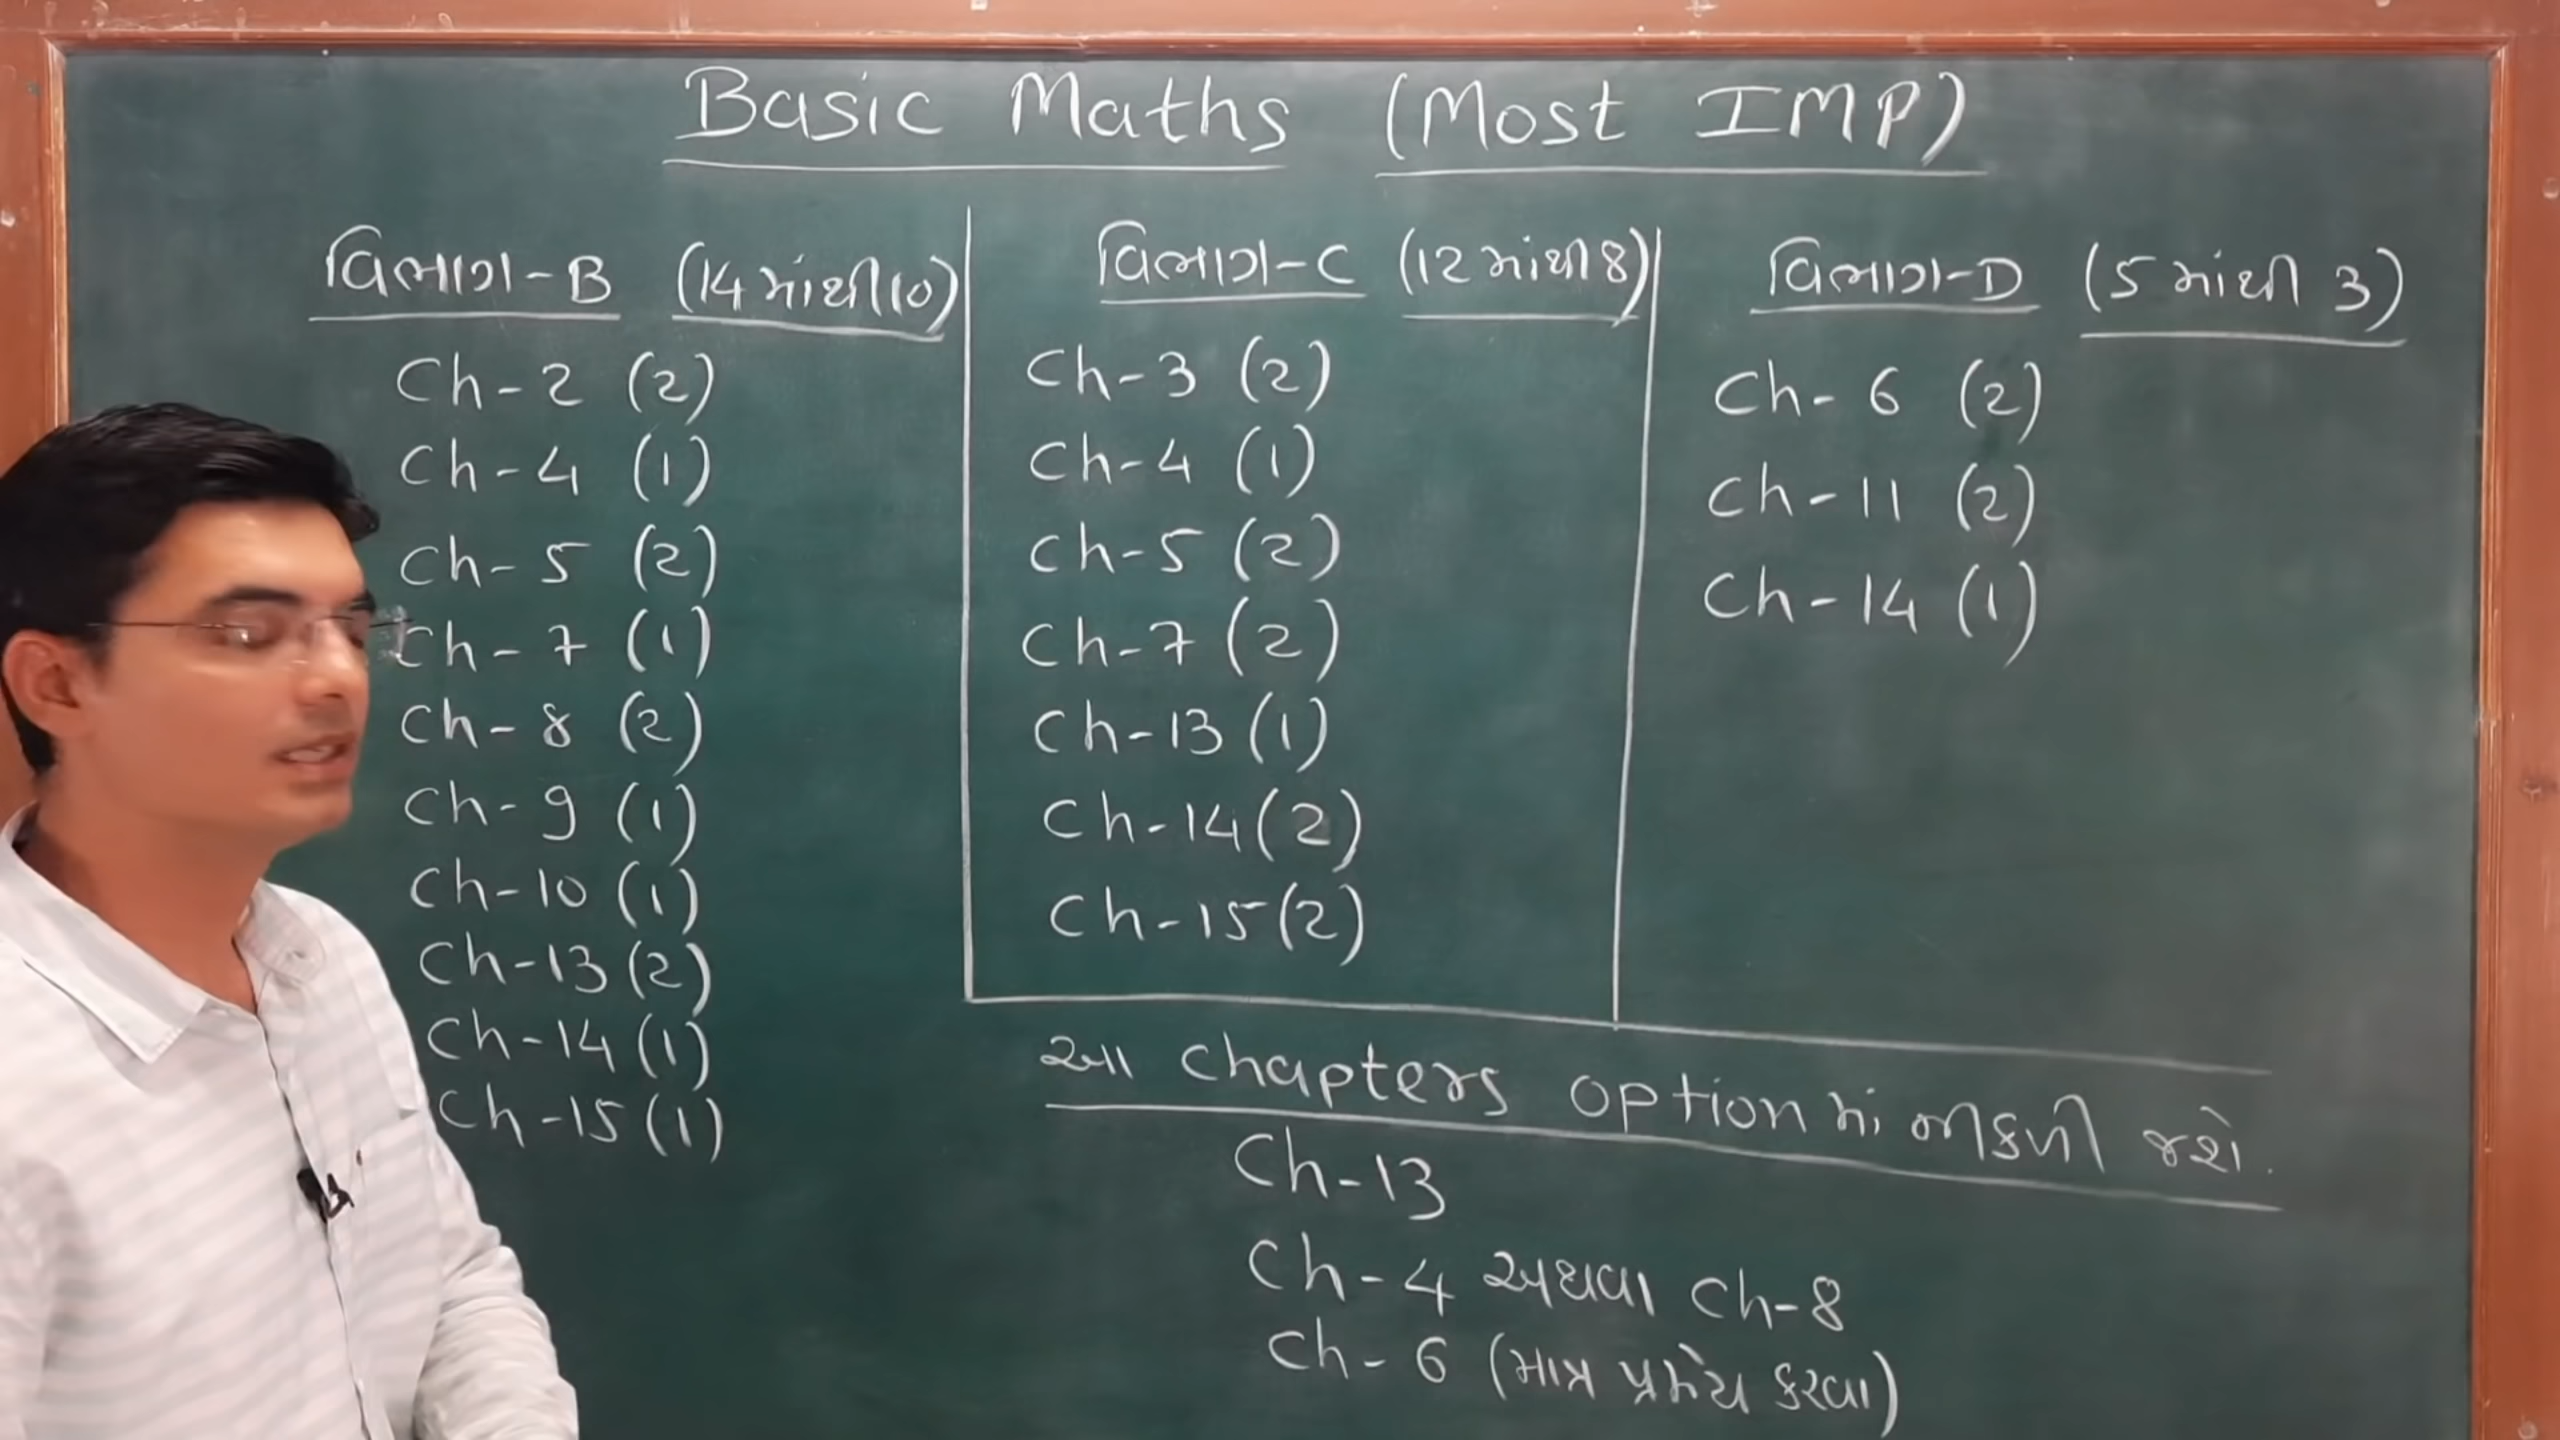 Basic Maths (Most IMP)
વિભાગ-B (14 માંથી 10)
Ch-2 (2)
Ch-4 (1)
Ch-5 (2)
Ch-7 (1)
Ch-8 (2)
Ch-9 (1)
Ch-10 (1)
Ch-13 (2)
Ch-14 (1)
Ch-15 (1)
વિભાગ-C (12 માંથી 8)
Ch-3 (2)
Ch-4 (1)
Ch-5 (2)
Ch-7 (2)
Ch-13 (1)
Ch-14 (2)
Ch-15 (2)
વિભાગ-D (5 માંથી 3)
Ch-6 (2)
Ch-11 (2)
Ch-14 (1)
આ chapters option માં નીકળી જશે.
Ch-13
Ch-4 અથવા Ch-8
Ch-6 (માત્ર પ્રમેય કરવા)